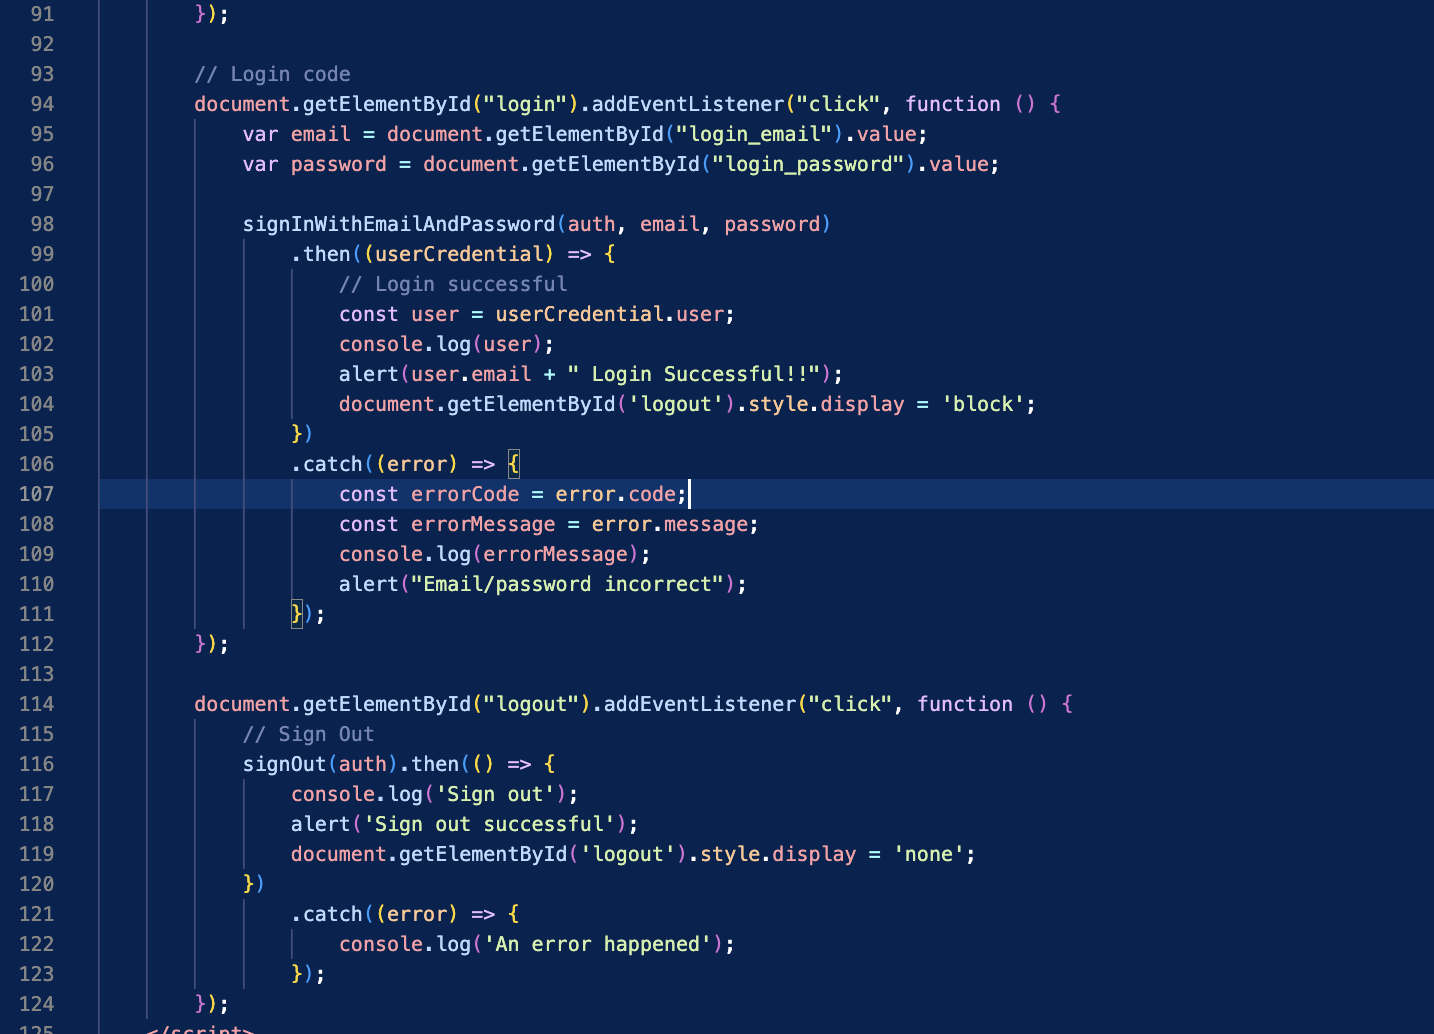 91 });
92
93 // Login code
94 document.getElementById("login").addEventListener("click", function () {
95 var email = document.getElementById("login_email").value;
96 var password = document.getElementById("login_password").value;
97
98 signInWithEmailAndPassword(auth, email, password)
99 .then((userCredential) => {
100 // Login successful
101 const user = userCredential.user;
102 console.log(user);
103 alert(user.email + " Login Successful!!");
104 document.getElementById('logout').style.display = 'block';
105 })
106 .catch((error) => {
107 const errorCode = error.code;
108 const errorMessage = error.message;
109 console.log(errorMessage);
110 alert("Email/password incorrect");
111 });
112 });
113
114 document.getElementById("logout").addEventListener("click", function () {
115 // Sign Out
116 signOut(auth).then(() => {
117 console.log('Sign out');
118 alert('Sign out successful');
119 document.getElementById('logout').style.display = 'none';
120 })
121 .catch((error) => {
122 console.log('An error happened');
123 });
124 });
125 </script>